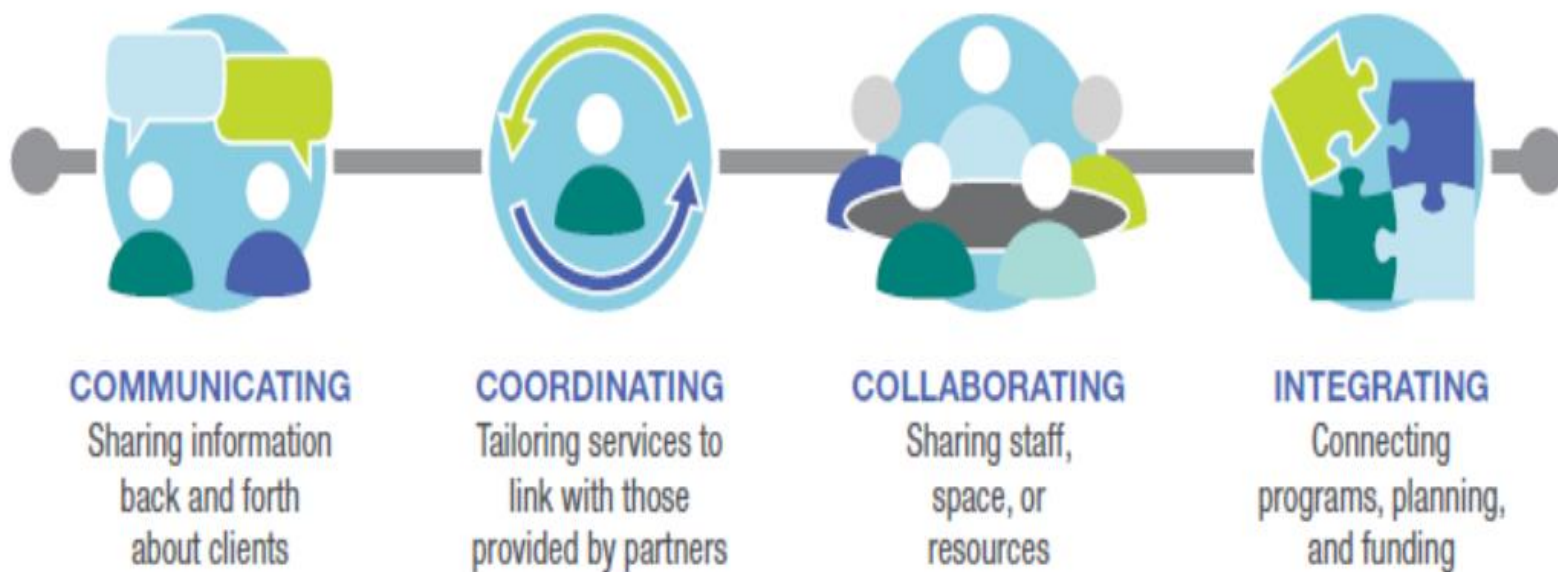 COMMUNICATING
Sharing information
back and forth
about clients
COORDINATING
Tailoring services to
link with those
provided by partners
COLLABORATING
Sharing staff,
space, or
resources
INTEGRATING
Connecting
programs, planning,
and funding